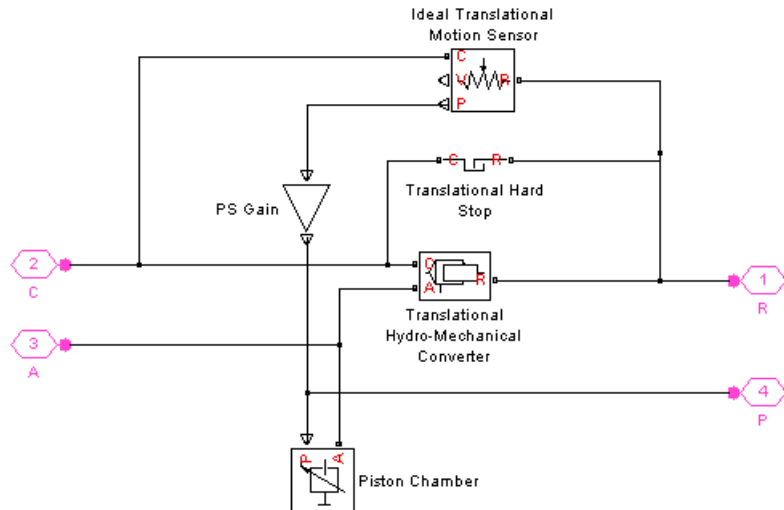 Ideal Translational
Motion Sensor
C
V R
P
C R
Translational Hard
Stop
PS Gain
2
C
C
R
A
1
R
Translational
Hydro-Mechanical
Converter
3
A
4
P
P A
Piston Chamber